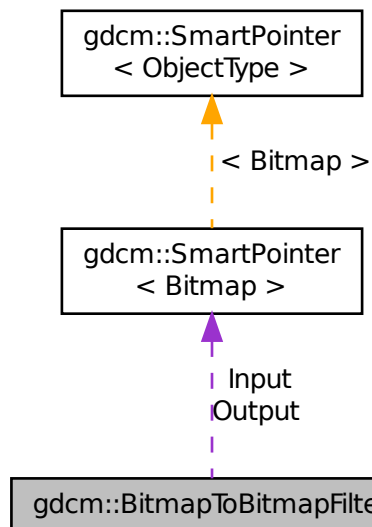 gdcm::SmartPointer
< ObjectType >
< Bitmap >
gdcm::SmartPointer
< Bitmap >
Input
Output
gdcm::BitmapToBitmapFilte